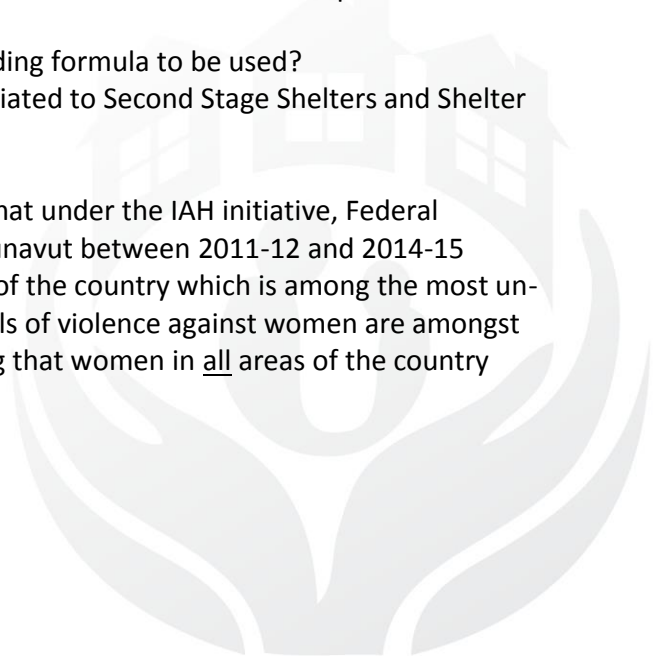 ding formula to be used?
iated to Second Stage Shelters and Shelter
hat under the IAH initiative, Federal
unavut between 2011-12 and 2014-15
of the country which is among the most un-
ls of violence against women are amongst
g that women in all areas of the country